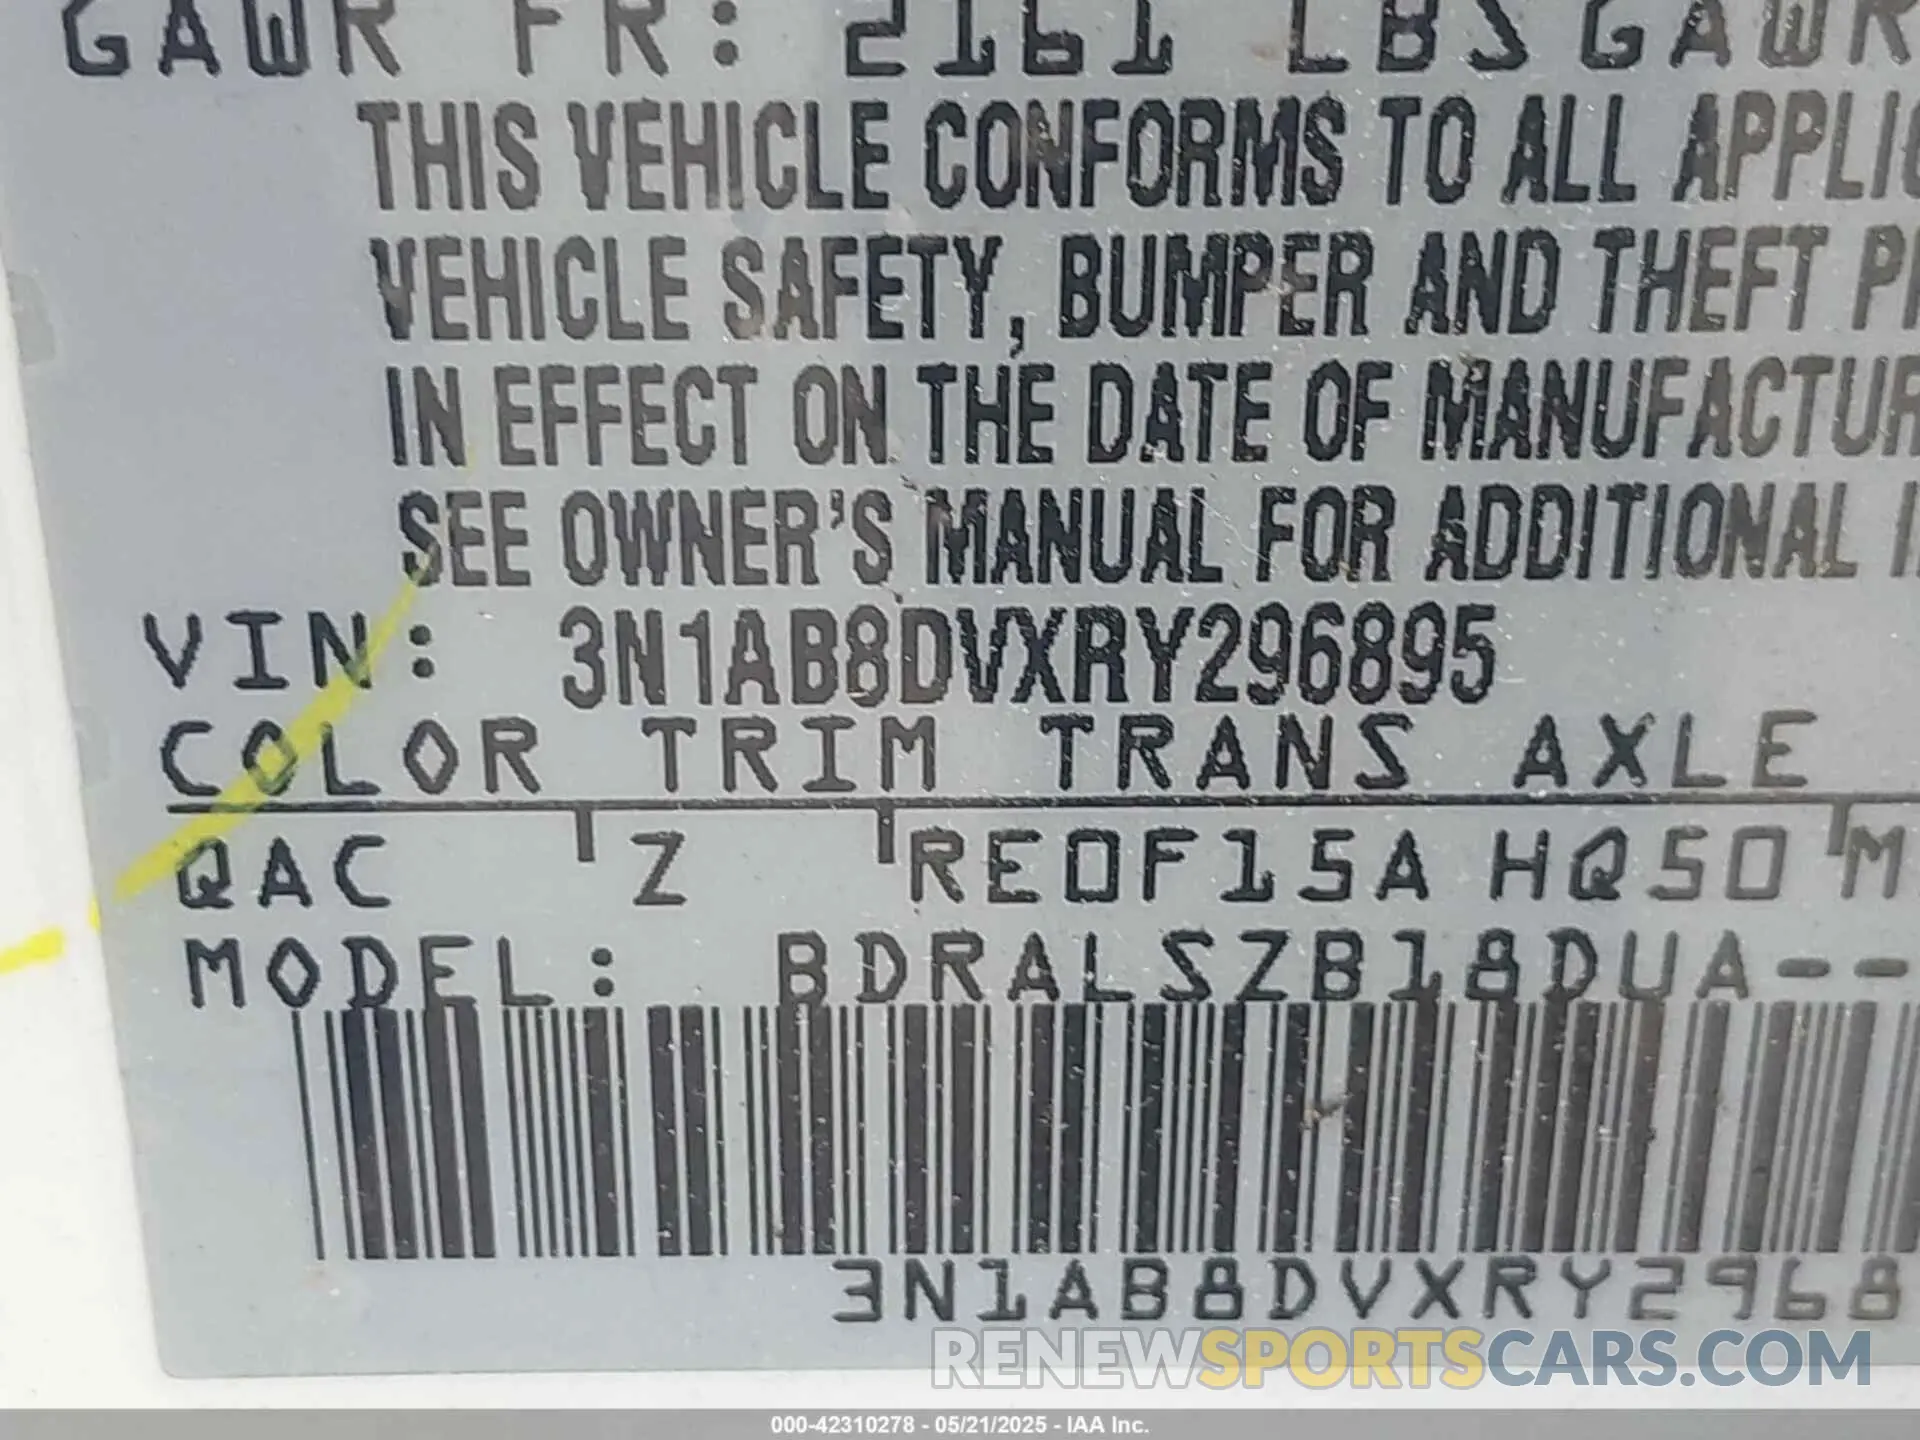 GAWR FR: 2161 LBS GAWR
THIS VEHICLE CONFORMS TO ALL
VEHICLE SAFETY, BUMPER AND THEFT
IN EFFECT ON THE DATE OF
SEE OWNER'S MANUAL FOR ADDITIONAL
VIN: 3N1AB8DVXRY296895
COLOR TRIM TRANS AXLE
QAC Z RE0F15A HQ50 M
MODEL: BDRALSZB18DUA--
3N1AB8DVXRY2968
RENEWSPORTSCARS.COM
000-42310278 - 05/21/2025 - IAA Inc.